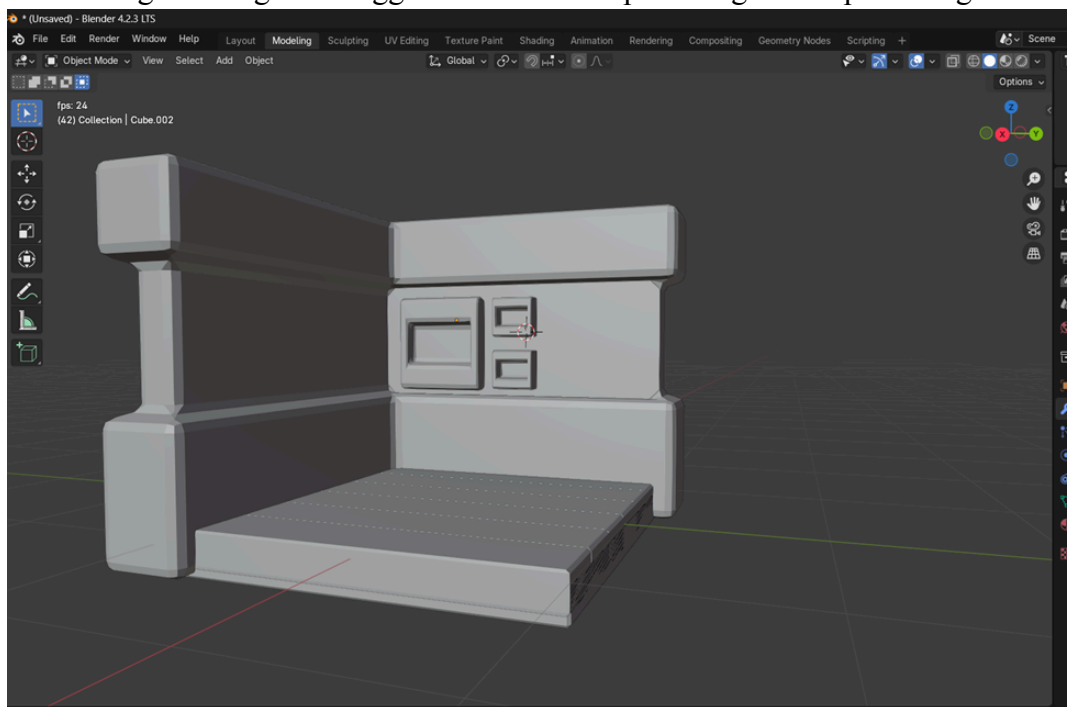 * (Unsaved) - Blender 4.2.3 LTS
File Edit Render Window Help Layout Modeling Sculpting UV Editing Texture Paint Shading Animation Rendering Compositing Geometry Nodes Scripting + Scene
Object Mode View Select Add Object Global
Options
fps: 24
(42) Collection | Cube.002
Z
X
Y